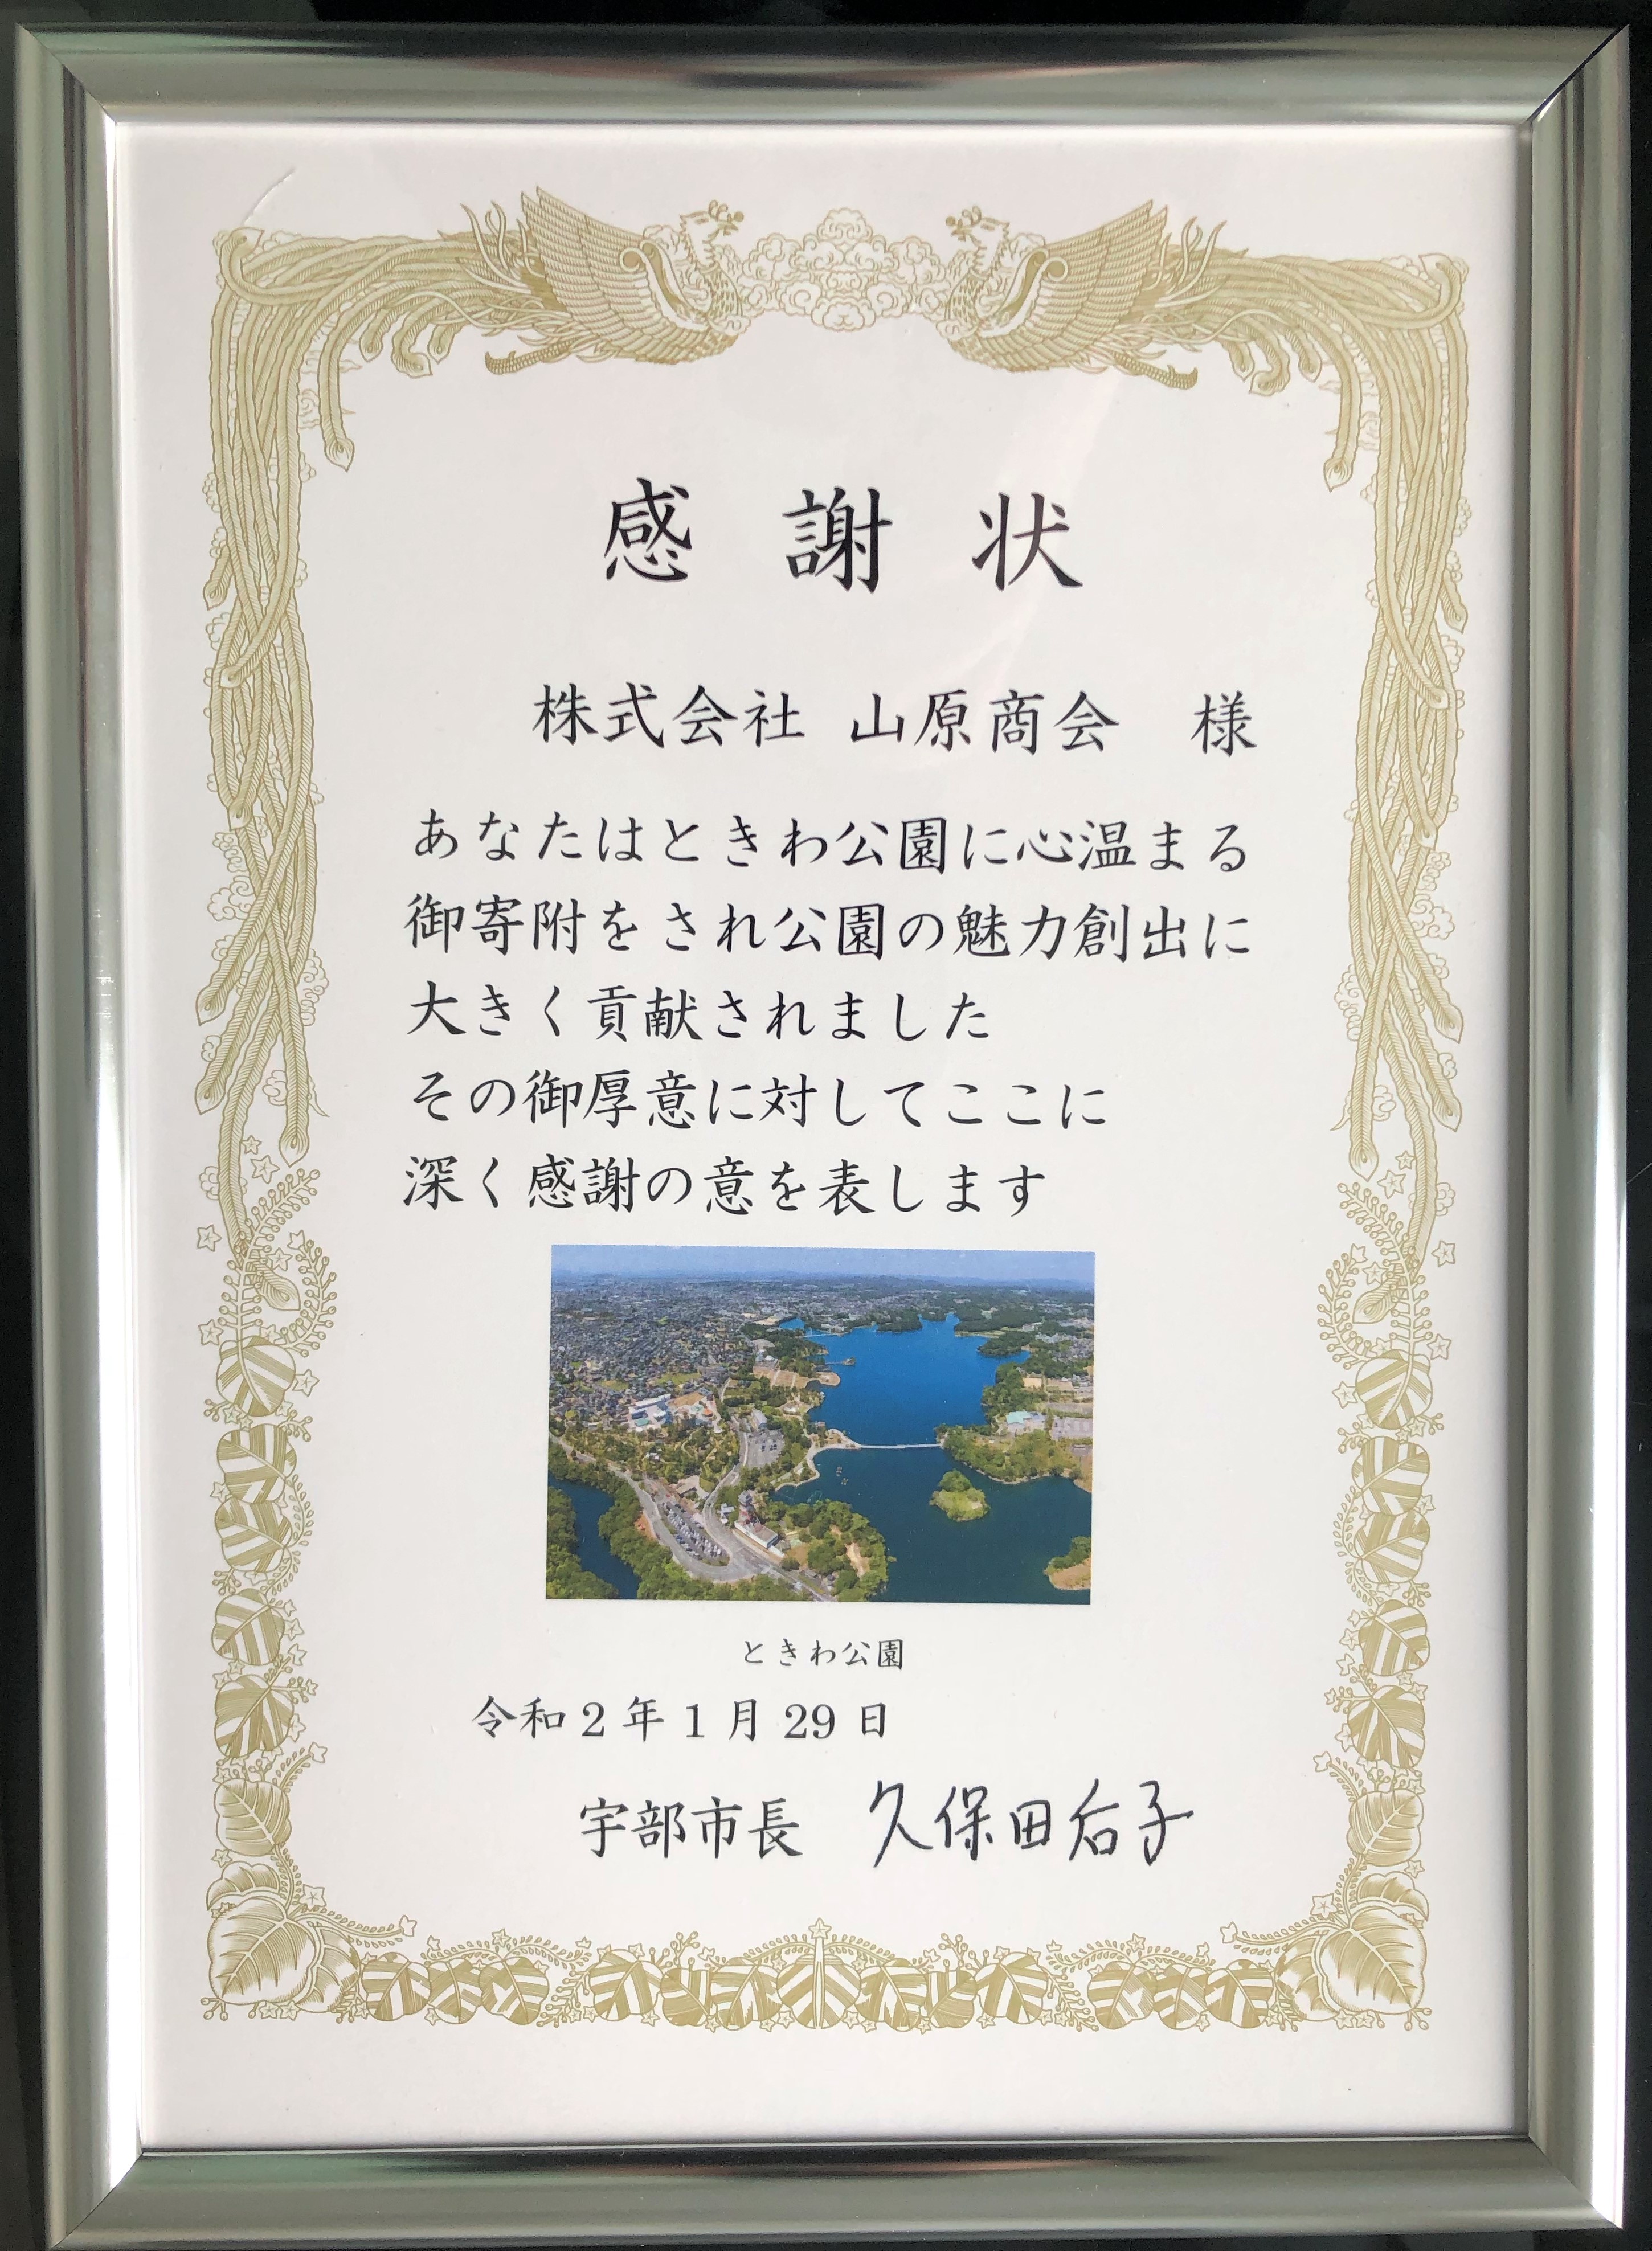 感謝状
株式会社 山原商会 様
あなたはときわ公園に心温まる
御寄附をされ公園の魅力創出に
大きく貢献されました
その御厚意に対してここに
深く感謝の意を表します
ときわ公園
令和2年1月29日
宇部市長 久保田后子